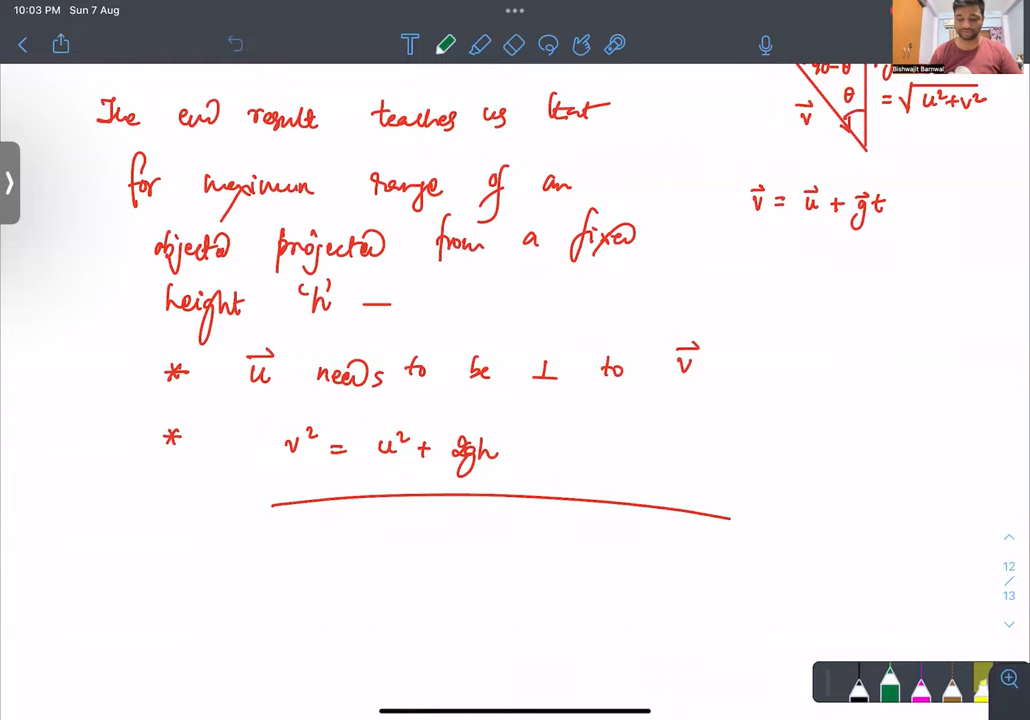 10:03 PM Sun 7 Aug
T
Bishwajit Barnwal
The end result teaches us that
for maximum range of an
objected projected from a fixed
height 'h' —
* u⃗ needs to be ⊥ to v⃗
* v² = u² + 2gh
90-θ
θ
v⃗
= √u²+v²
v⃗ = u⃗ + g⃗t
12
/
13